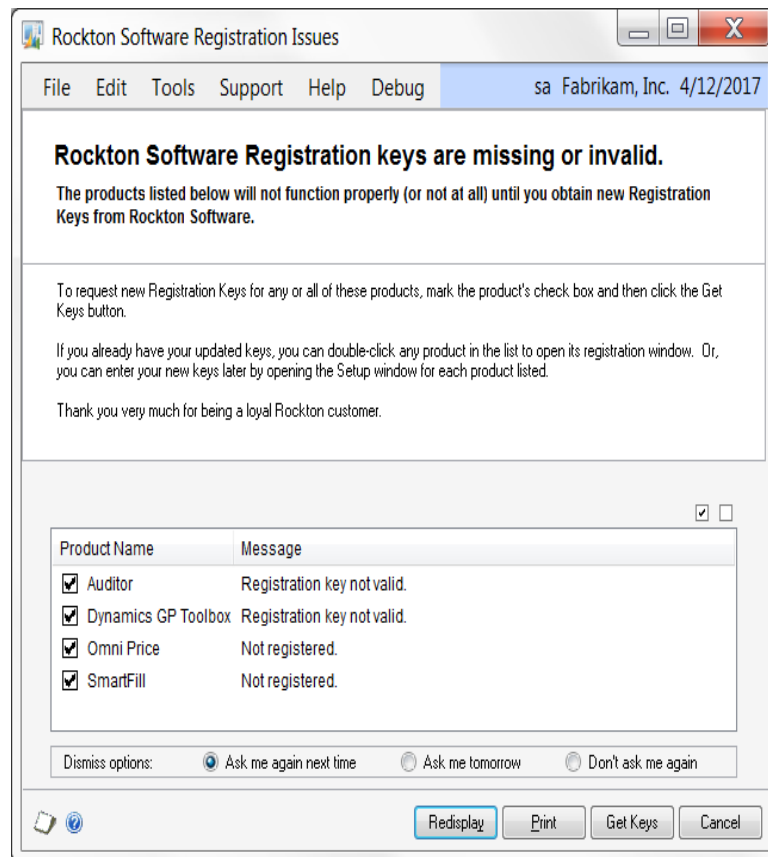 Rockton Software Registration Issues
File Edit Tools Support Help Debug sa Fabrikam, Inc. 4/12/2017
Rockton Software Registration keys are missing or invalid.
The products listed below will not function properly (or not at all) until you obtain new Registration
Keys from Rockton Software.
To request new Registration Keys for any or all of these products, mark the product's check box and then click the Get
Keys button.
If you already have your updated keys, you can double-click any product in the list to open its registration window. Or,
you can enter your new keys later by opening the Setup window for each product listed.
Thank you very much for being a loyal Rockton customer.
Product Name Message
Auditor Registration key not valid.
Dynamics GP Toolbox Registration key not valid.
Omni Price Not registered.
SmartFill Not registered.
Dismiss options: Ask me again next time Ask me tomorrow Don't ask me again
Redisplay Print Get Keys Cancel